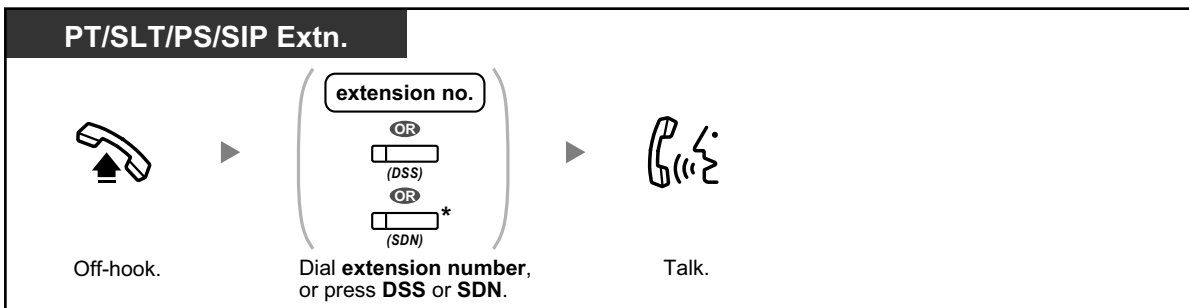 PT/SLT/PS/SIP Extn.
extension no.
OR
(DSS)
OR
*
(SDN)
Off-hook.
Dial extension number,
or press DSS or SDN.
Talk.